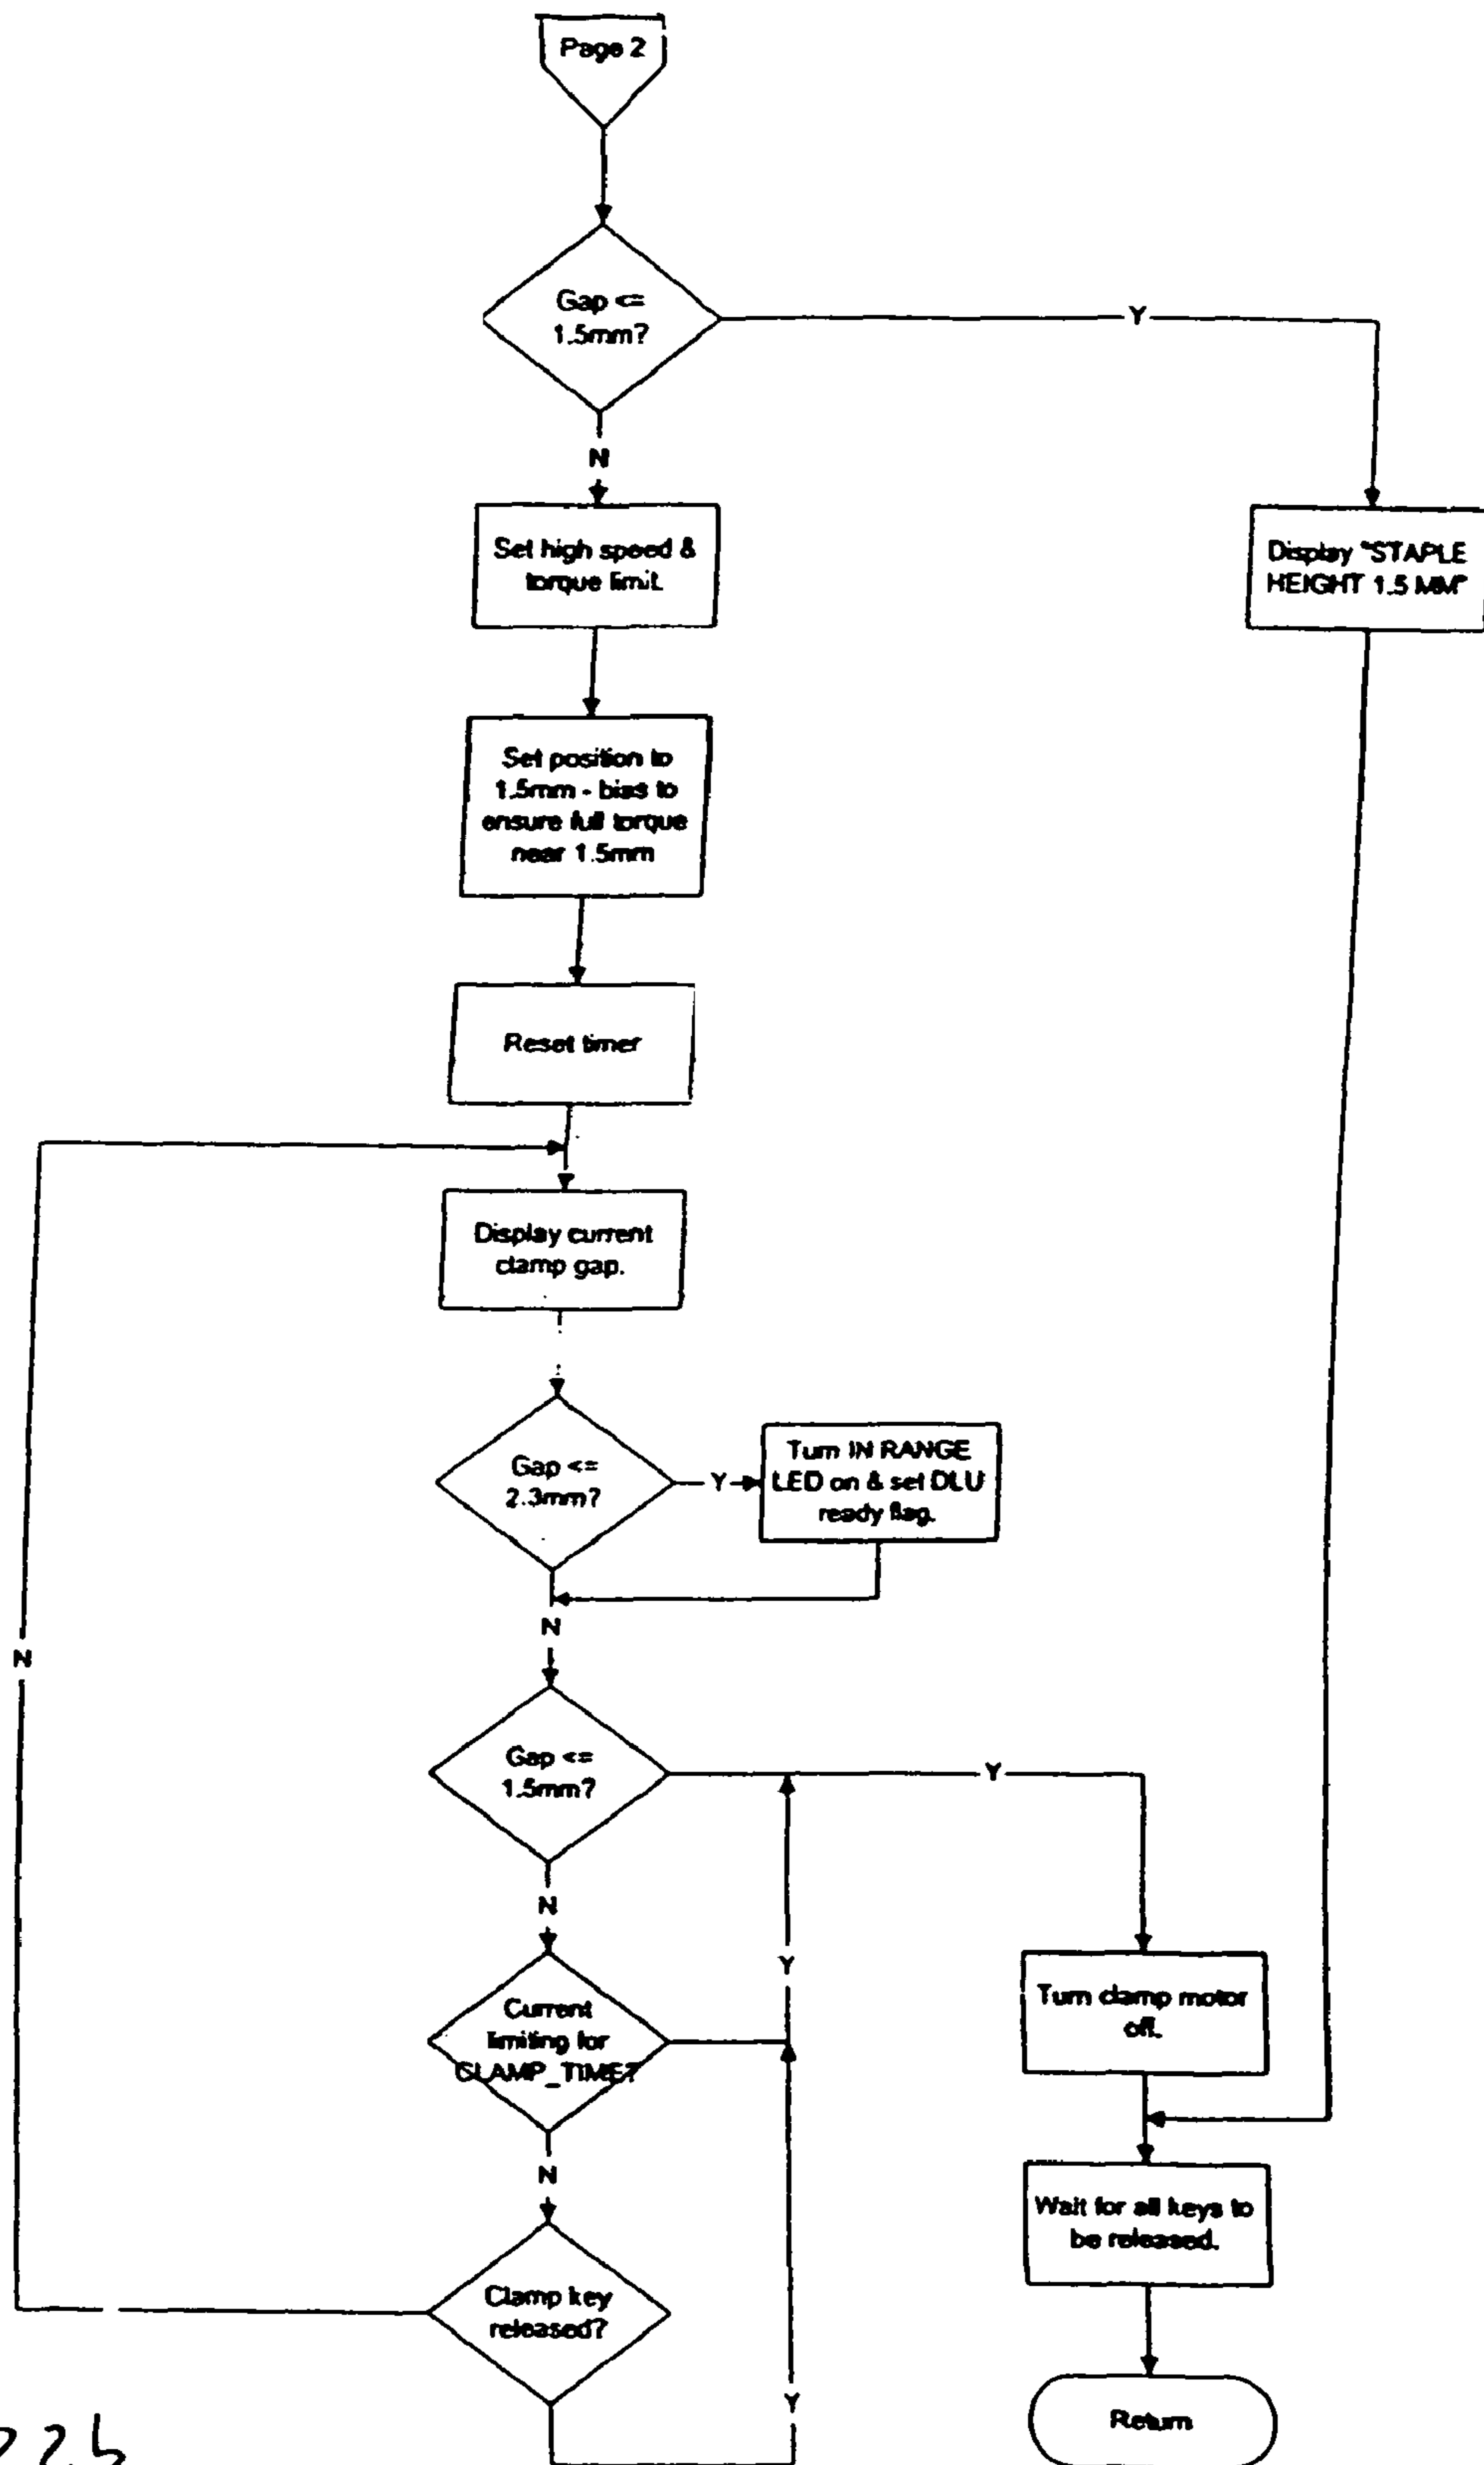 Page 2
Gap <=
1.5mm?
Y
N
Set high speed &
torque limit.
Display "STAPLE
HEIGHT 1.5 MM"
Set position to
1.5mm - bias to
ensure full torque
near 1.5mm
Reset timer
Display current
clamp gap.
Gap <=
2.3mm?
Y
Turn IN RANGE
LED on & set DLU
ready flag.
N
N
Gap <=
1.5mm?
Y
N
Y
Current
limiting for
CLAMP_TIME?
Turn clamp motor
off.
N
Wait for all keys to
be released.
Clamp key
released?
Y
Return
22b